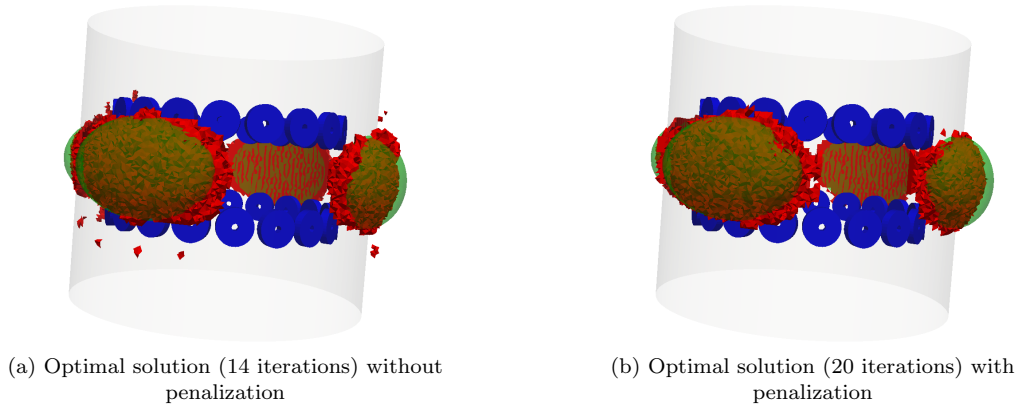 (a) Optimal solution (14 iterations) without
penalization
(b) Optimal solution (20 iterations) with
penalization